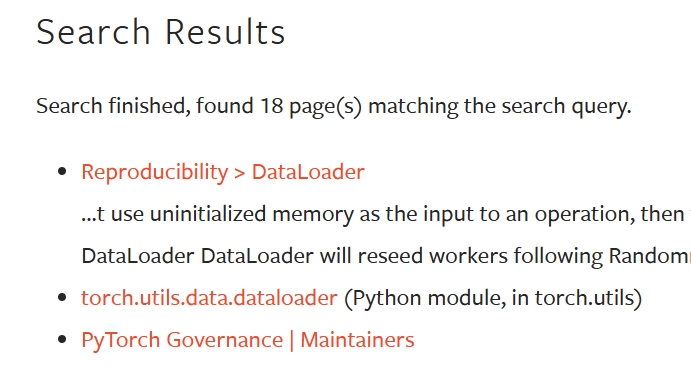 Search Results
Search finished, found 18 page(s) matching the search query.
Reproducibility > DataLoader
...t use uninitialized memory as the input to an operation, then
DataLoader DataLoader will reseed workers following Random
torch.utils.data.dataloader (Python module, in torch.utils)
PyTorch Governance | Maintainers